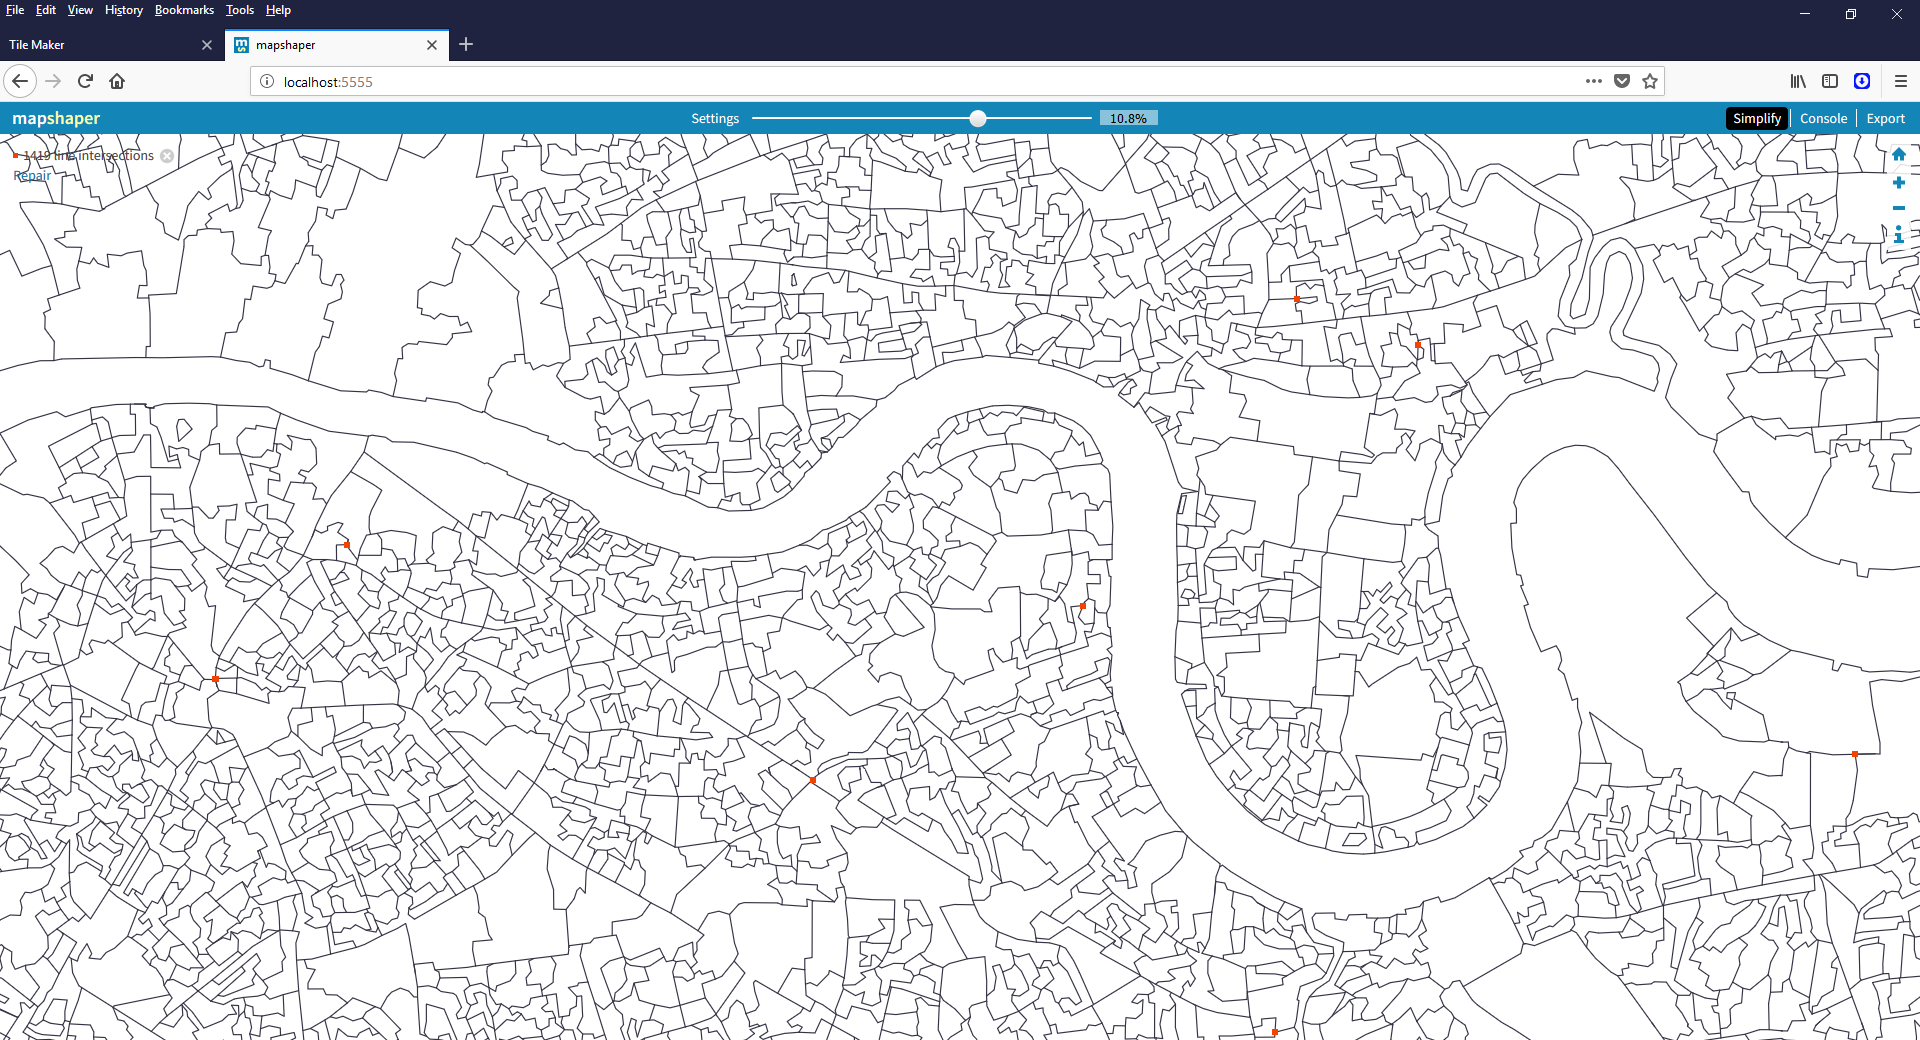 File Edit View History Bookmarks Tools Help
Tile Maker
mapshaper
localhost:5555
mapshaper
Settings
10.8%
Simplify
Console
Export
1419 line intersections
Repair